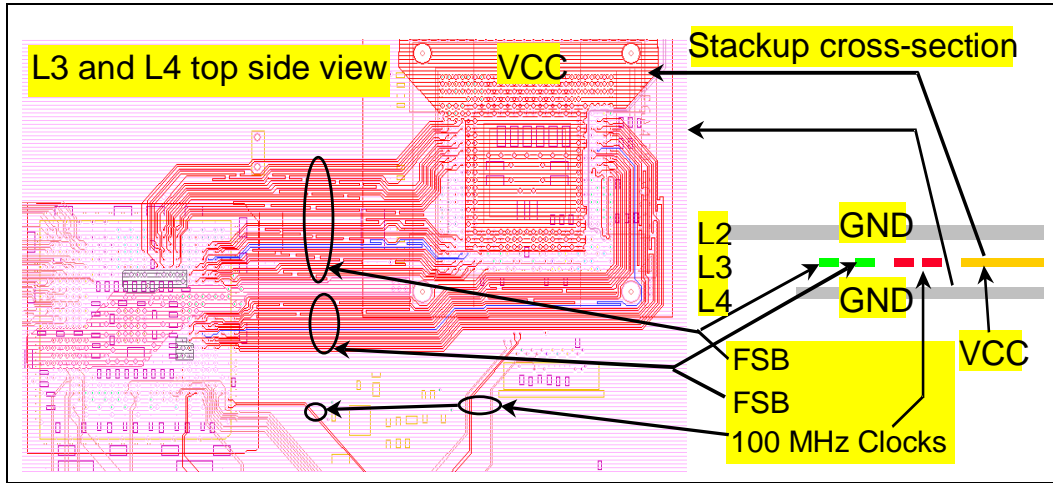 L3 and L4 top side view
VCC
Stackup cross-section
L2
GND
L3
L4
GND
VCC
FSB
FSB
100 MHz Clocks